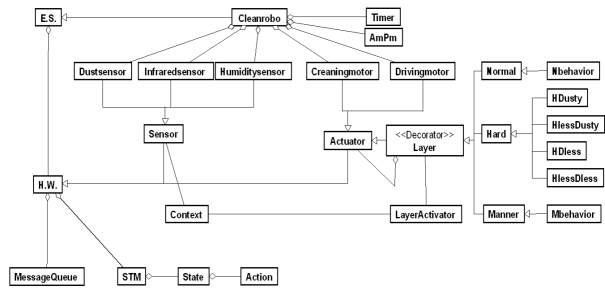 E.S.
Cleanrobo
Timer
AmPm
Dustsensor
Infraredsensor
Humiditysensor
Creaningmotor
Drivingmotor
Normal
Nbehavior
HDusty
Sensor
Actuator
<<Decorator>>
Layer
Hard
HlessDusty
HDless
HlessDless
H.W.
Context
LayerActivator
Manner
Mbehavior
MessageQueue
STM
State
Action